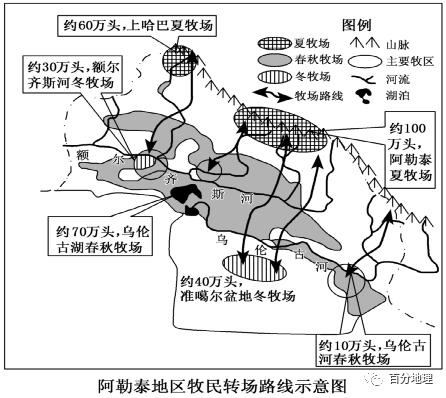 约60万头,上哈巴夏牧场
图例
夏牧场
山脉
春秋牧场
主要牧区
冬牧场
河流
牧场路线
湖泊
约30万头,额尔
齐斯河冬牧场
约100
万头,阿
勒泰
夏牧场
额尔齐斯河
约70万头,乌伦
古湖春秋牧场
乌伦古河
约40万头,
准噶尔盆地冬牧场
约10万头,乌伦古
河春秋牧场
百分地理
阿勒泰地区牧民转场路线示意图